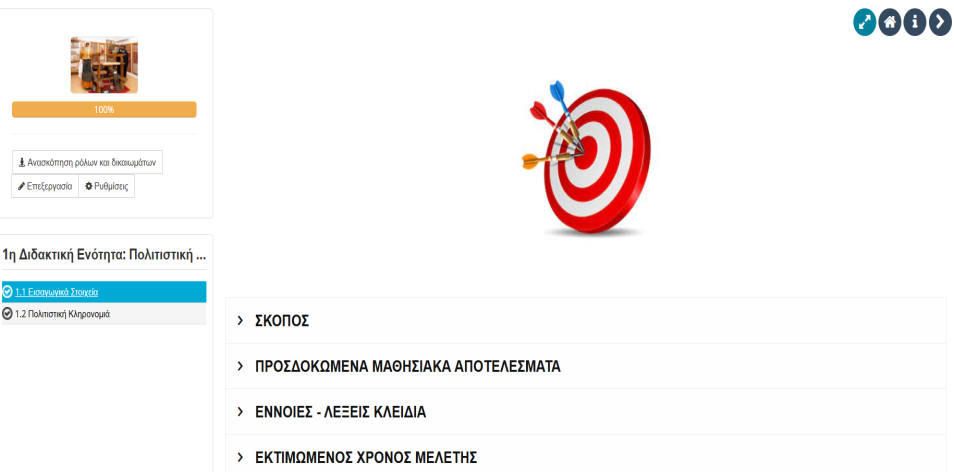 100%
Ανασκόπηση ρόλων και δικαιωμάτων
Επεξεργασία
Ρυθμίσεις
1η Διδακτική Ενότητα: Πολιτιστική ...
1.1 Εισαγωγικά Στοιχεία
1.2 Πολιτιστική Κληρονομιά
ΣΚΟΠΟΣ
ΠΡΟΣΔΟΚΩΜΕΝΑ ΜΑΘΗΣΙΑΚΑ ΑΠΟΤΕΛΕΣΜΑΤΑ
ΕΝΝΟΙΕΣ - ΛΕΞΕΙΣ ΚΛΕΙΔΙΑ
ΕΚΤΙΜΩΜΕΝΟΣ ΧΡΟΝΟΣ ΜΕΛΕΤΗΣ